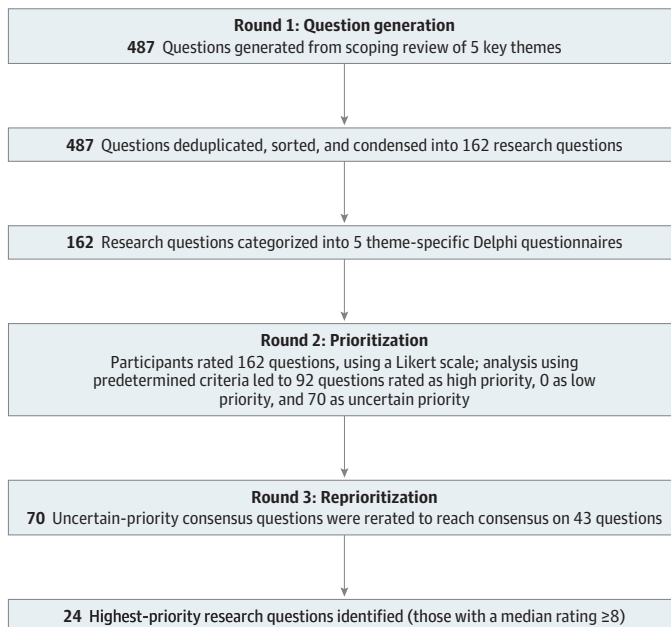 Round 1: Question generation
487 Questions generated from scoping review of 5 key themes
487 Questions deduplicated, sorted, and condensed into 162 research questions
162 Research questions categorized into 5 theme-specific Delphi questionnaires
Round 2: Prioritization
Participants rated 162 questions, using a Likert scale; analysis using
predetermined criteria led to 92 questions rated as high priority, 0 as low
priority, and 70 as uncertain priority
Round 3: Reprioritization
70 Uncertain-priority consensus questions were rerated to reach consensus on 43 questions
24 Highest-priority research questions identified (those with a median rating ≥8)